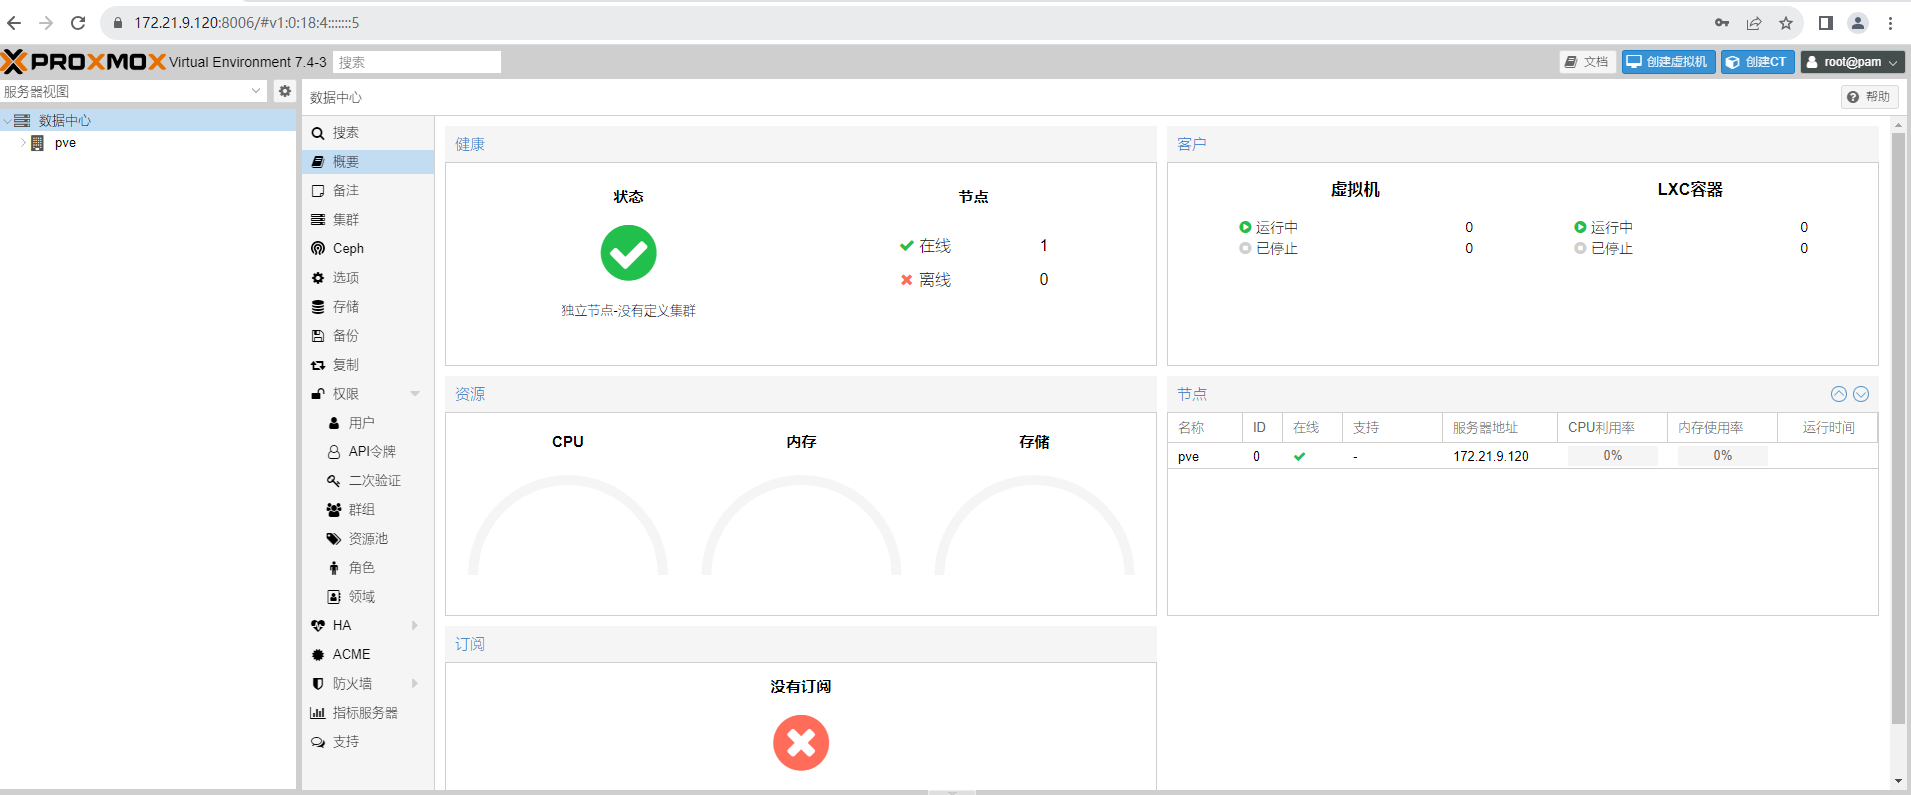 172.21.9.120:8006/#v1:0:18:4:::::::5
PROXMOX Virtual Environment 7.4-3 搜索 文档 创建虚拟机 创建CT root@pam
服务器视图
数据中心
pve
数据中心 帮助
搜索
概要
备注
集群
Ceph
选项
存储
备份
复制
权限
用户
API令牌
二次验证
群组
资源池
角色
领域
HA
ACME
防火墙
指标服务器
支持
健康
状态 节点
在线 1
离线 0
独立节点-没有定义集群
客户
虚拟机 LXC容器
运行中 0 运行中 0
已停止 0 已停止 0
资源
CPU 内存 存储
节点
名称 ID 在线 支持 服务器地址 CPU利用率 内存使用率 运行时间
pve 0 - 172.21.9.120 0% 0%
订阅
没有订阅